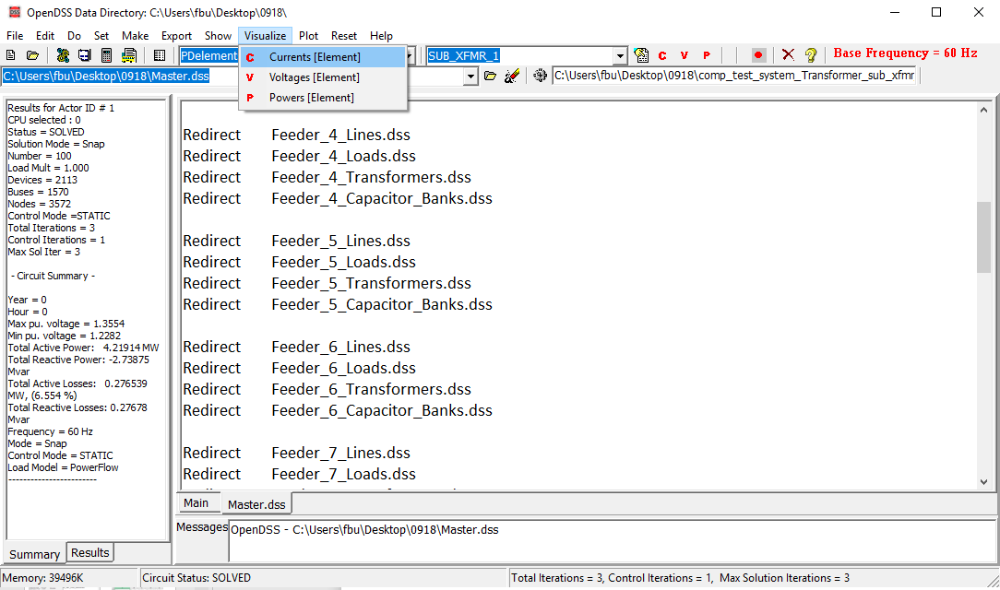 OpenDSS Data Directory: C:\Users\fbu\Desktop\0918\
File Edit Do Set Make Export Show Visualize Plot Reset Help
PDelement SUB_XFMR_1 C V P Base Frequency = 60 Hz
C Currents [Element]
V Voltages [Element]
P Powers [Element]
C:\Users\fbu\Desktop\0918\Master.dss C:\Users\fbu\Desktop\0918\comp_test_system_Transformer_sub_xfmr
Results for Actor ID # 1
CPU selected : 0
Status = SOLVED
Solution Mode = Snap
Number = 100
Load Mult = 1.000
Devices = 2113
Buses = 1570
Nodes = 3572
Control Mode =STATIC
Total Iterations = 3
Control Iterations = 1
Max Sol Iter = 3
- Circuit Summary -
Year = 0
Hour = 0
Max pu. voltage = 1.3554
Min pu. voltage = 1.2282
Total Active Power: 4.21914 MW
Total Reactive Power: -2.73875
Mvar
Total Active Losses: 0.276539
MW, (6.554 %)
Total Reactive Losses: 0.27678
Mvar
Frequency = 60 Hz
Mode = Snap
Control Mode = STATIC
Load Model = PowerFlow
------------------------
Summary Results
Redirect Feeder_4_Lines.dss
Redirect Feeder_4_Loads.dss
Redirect Feeder_4_Transformers.dss
Redirect Feeder_4_Capacitor_Banks.dss
Redirect Feeder_5_Lines.dss
Redirect Feeder_5_Loads.dss
Redirect Feeder_5_Transformers.dss
Redirect Feeder_5_Capacitor_Banks.dss
Redirect Feeder_6_Lines.dss
Redirect Feeder_6_Loads.dss
Redirect Feeder_6_Transformers.dss
Redirect Feeder_6_Capacitor_Banks.dss
Redirect Feeder_7_Lines.dss
Redirect Feeder_7_Loads.dss
Main Master.dss
Messages OpenDSS - C:\Users\fbu\Desktop\0918\Master.dss
Memory: 39496K Circuit Status: SOLVED Total Iterations = 3, Control Iterations = 1, Max Solution Iterations = 3